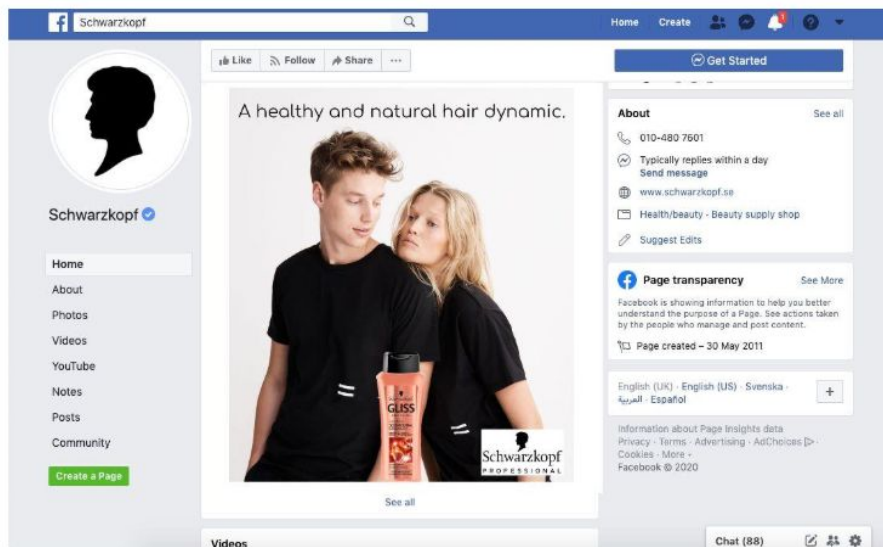 Schwarzkopf
Home Create
1
Like Follow Share ...
Get Started
Schwarzkopf
Home
About
Photos
Videos
YouTube
Notes
Posts
Community
Create a Page
A healthy and natural hair dynamic.
GLISS
Schwarzkopf
PROFESSIONAL
See all
Videos
About See all
010-480 7601
Typically replies within a day
Send message
www.schwarzkopf.se
Health/beauty · Beauty supply shop
Suggest Edits
Page transparency See More
Facebook is showing information to help you better
understand the purpose of a Page. See actions taken
by the people who manage and post content.
Page created – 30 May 2011
English (UK) · English (US) · Svenska ·
العربية · Español
Information about Page Insights data
Privacy · Terms · Advertising · AdChoices ·
Cookies · More
Facebook © 2020
Chat (88)